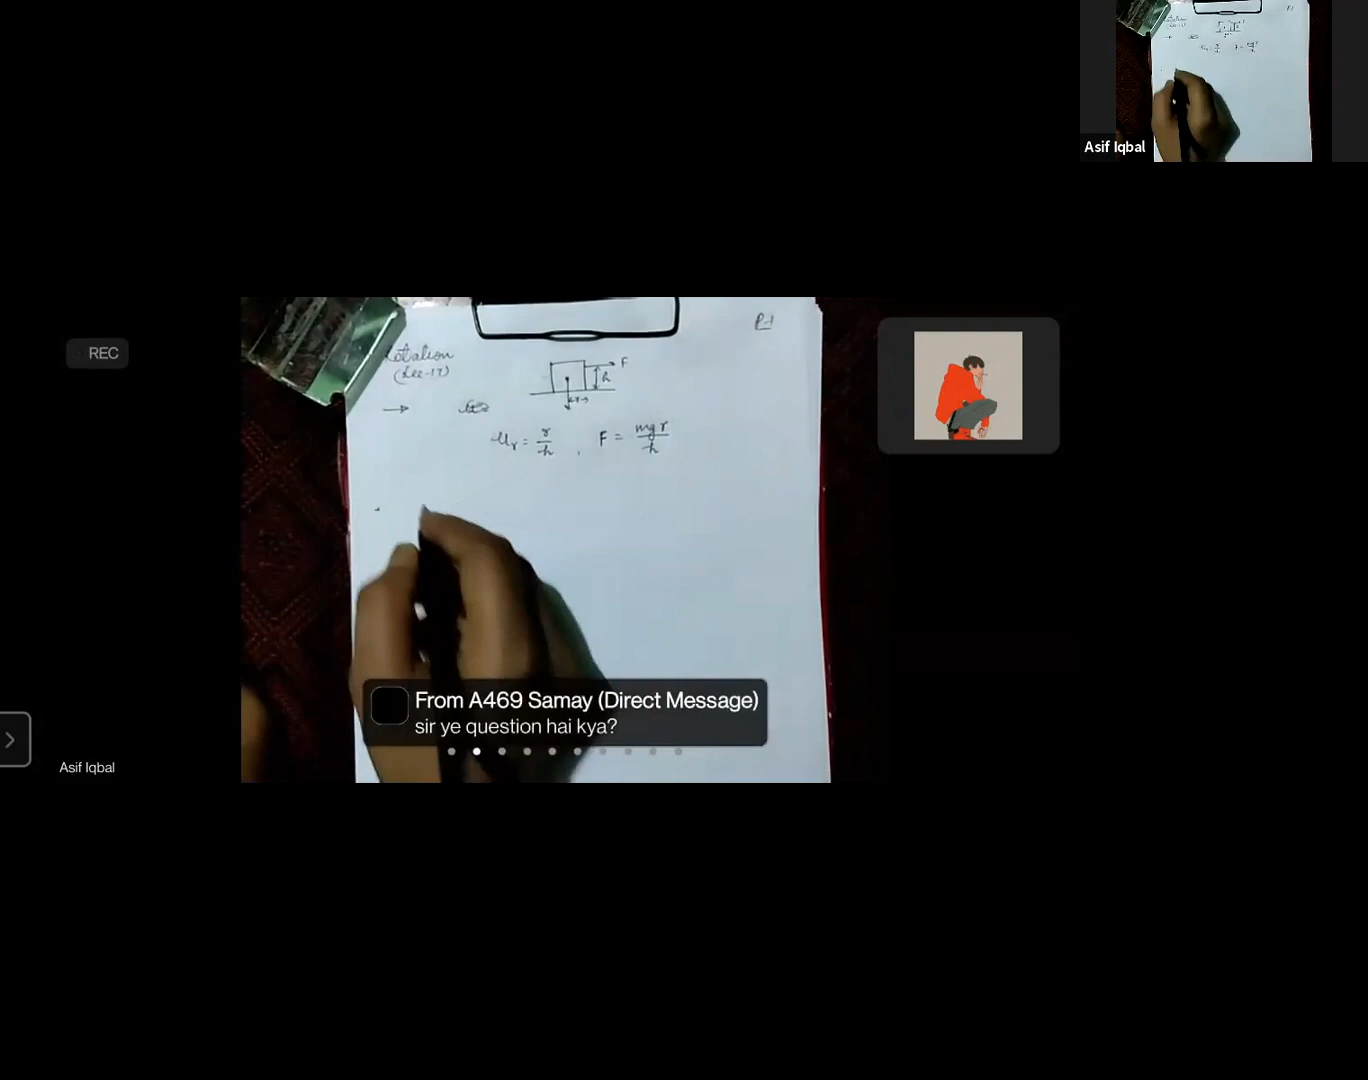 Asif Iqbal
REC
P-1
Rotation
(Lec-17)
F
h
r
μr = r/h , F = mgr/h
From A469 Samay (Direct Message)
sir ye question hai kya?
Asif Iqbal